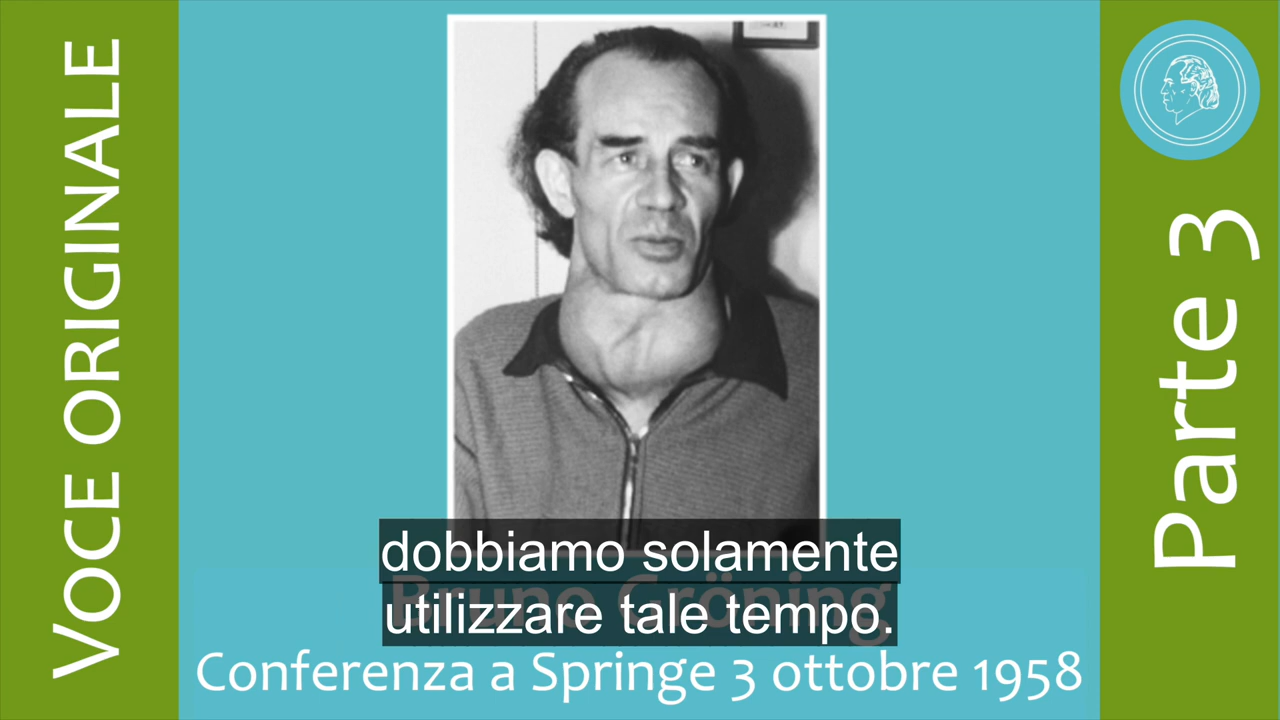 VOCE ORIGINALE
Parte 3
dobbiamo solamente
utilizzare tale tempo.
Bruno Gröning
Conferenza a Springe 3 ottobre 1958